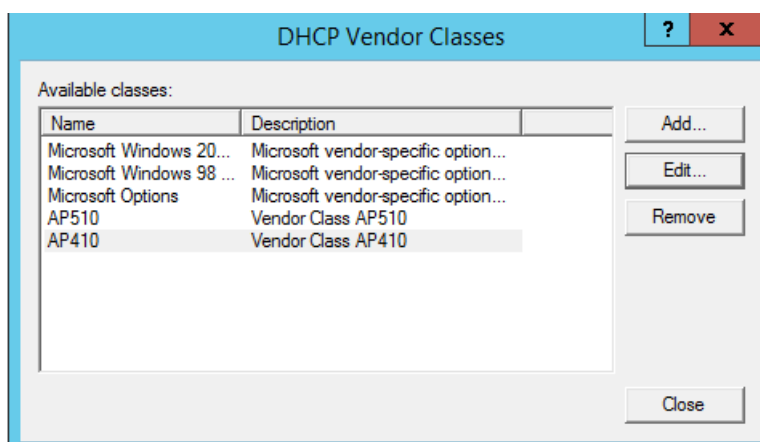 DHCP Vendor Classes
? x
Available classes:
Name Description
Add...
Microsoft Windows 20... Microsoft vendor-specific option...
Microsoft Windows 98 ... Microsoft vendor-specific option...
Edit...
Microsoft Options Microsoft vendor-specific option...
AP510 Vendor Class AP510
Remove
AP410 Vendor Class AP410
Close